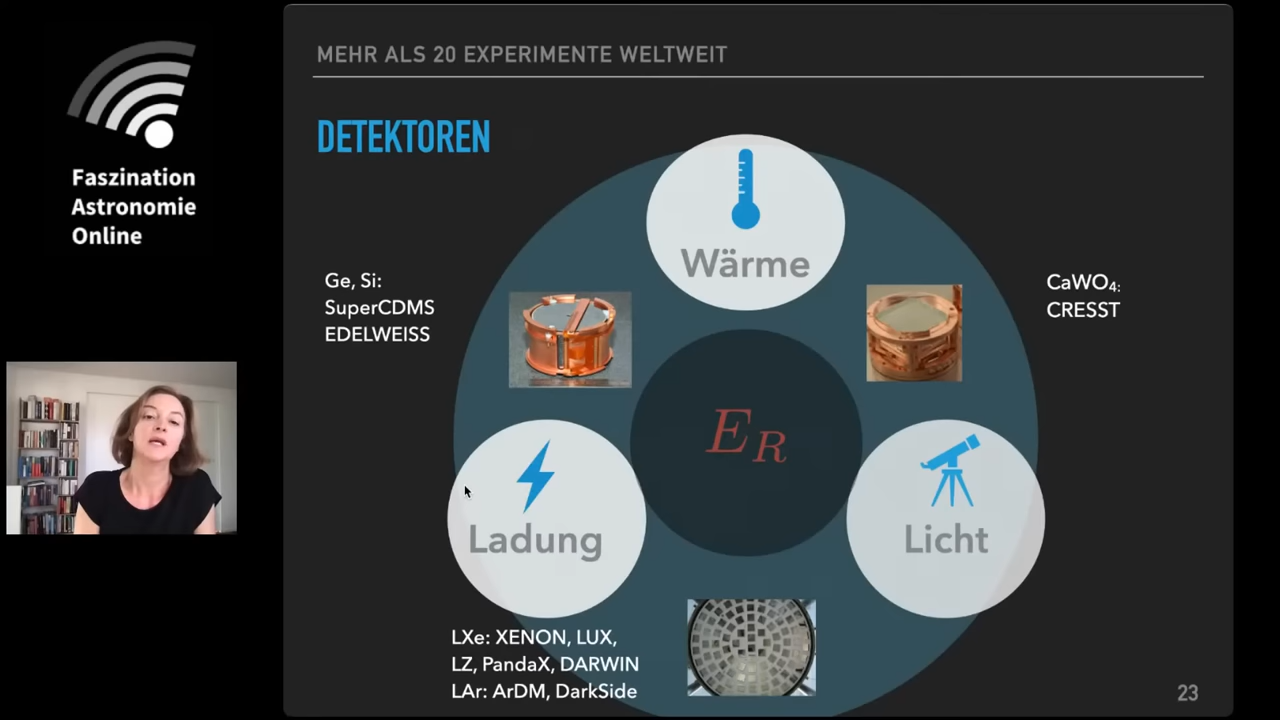 Faszination
Astronomie
Online
MEHR ALS 20 EXPERIMENTE WELTWEIT
DETEKTOREN
Wärme
Ge, Si:
SuperCDMS
EDELWEISS
CaWO₄:
CRESST
E_R
Ladung
Licht
LXe: XENON, LUX,
LZ, PandaX, DARWIN
LAr: ArDM, DarkSide
23